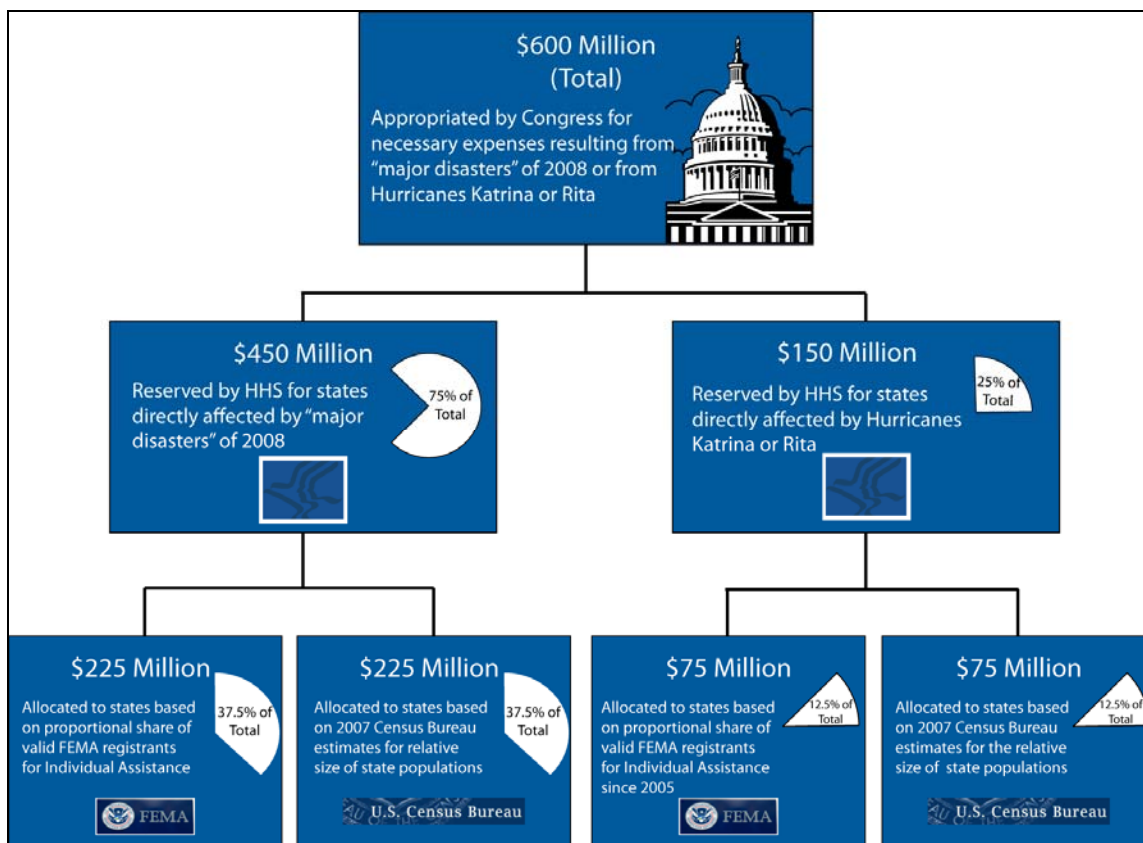 $600 Million
(Total)
Appropriated by Congress for
necessary expenses resulting from
“major disasters” of 2008 or from
Hurricanes Katrina or Rita
$450 Million
Reserved by HHS for states
directly affected by “major
disasters” of 2008
75% of
Total
$150 Million
Reserved by HHS for states
directly affected by Hurricanes
Katrina or Rita
25% of
Total
$225 Million
Allocated to states based
on proportional share of
valid FEMA registrants
for Individual Assistance
37.5% of
Total
FEMA
$225 Million
Allocated to states based
on 2007 Census Bureau
estimates for relative
size of state populations
37.5% of
Total
U.S. Census Bureau
$75 Million
Allocated to states based
on proportional share of
valid FEMA registrants
for Individual Assistance
since 2005
12.5% of
Total
FEMA
$75 Million
Allocated to states based
on 2007 Census Bureau
estimates for the relative
size of state populations
12.5% of
Total
U.S. Census Bureau